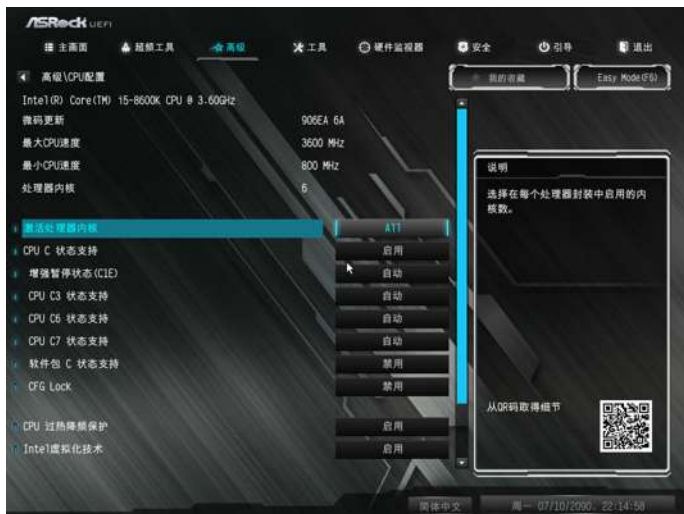 ASRock UEFI
主画面 超频工具 高级 工具 硬件监视器 安全 引导 退出
高级\CPU配置
我的收藏 Easy Mode(F6)
Intel(R) Core(TM) i5-8600K CPU @ 3.60GHz
微码更新 906EA 6A
最大CPU速度 3600 MHz
最小CPU速度 800 MHz
处理器内核 6
激活处理器内核 All
CPU C 状态支持 启用
增强暂停状态(C1E) 自动
CPU C3 状态支持 自动
CPU C6 状态支持 自动
CPU C7 状态支持 自动
软件包 C 状态支持 禁用
CFG Lock 禁用
CPU 过热降频保护 启用
Intel虚拟化技术 启用
说明
选择在每个处理器封装中启用的内
核数。
从QR码取得细节
简体中文 周一 07/10/2090, 22:14:58